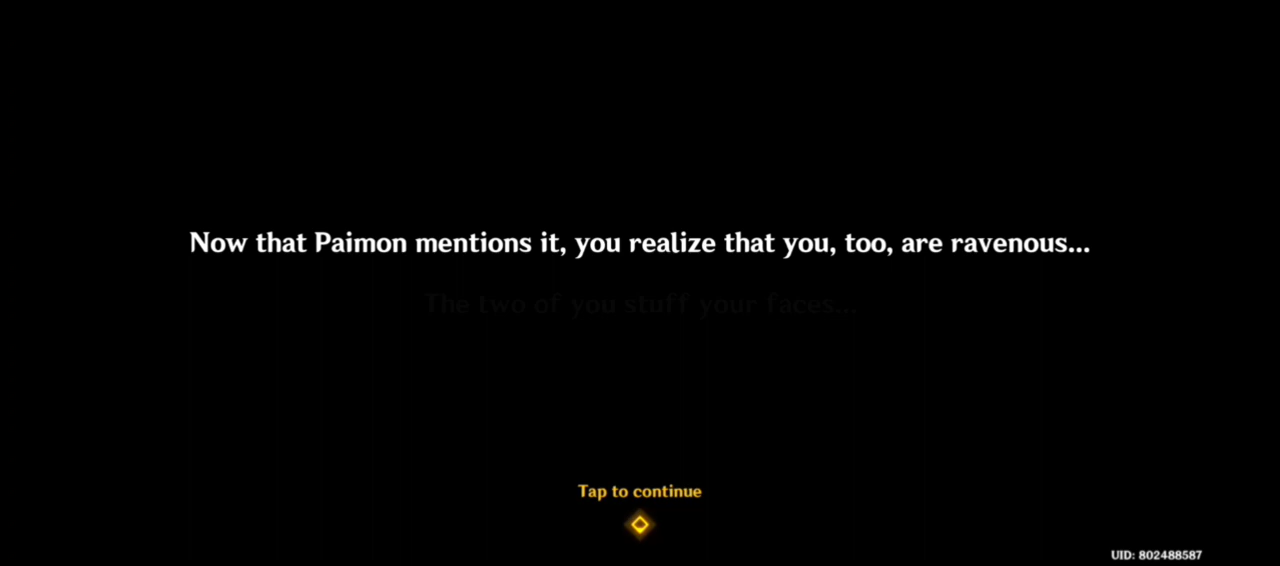 Now that Paimon mentions it, you realize that you, too, are ravenous...
The two of you stuff your faces...
Tap to continue
UID: 802488587